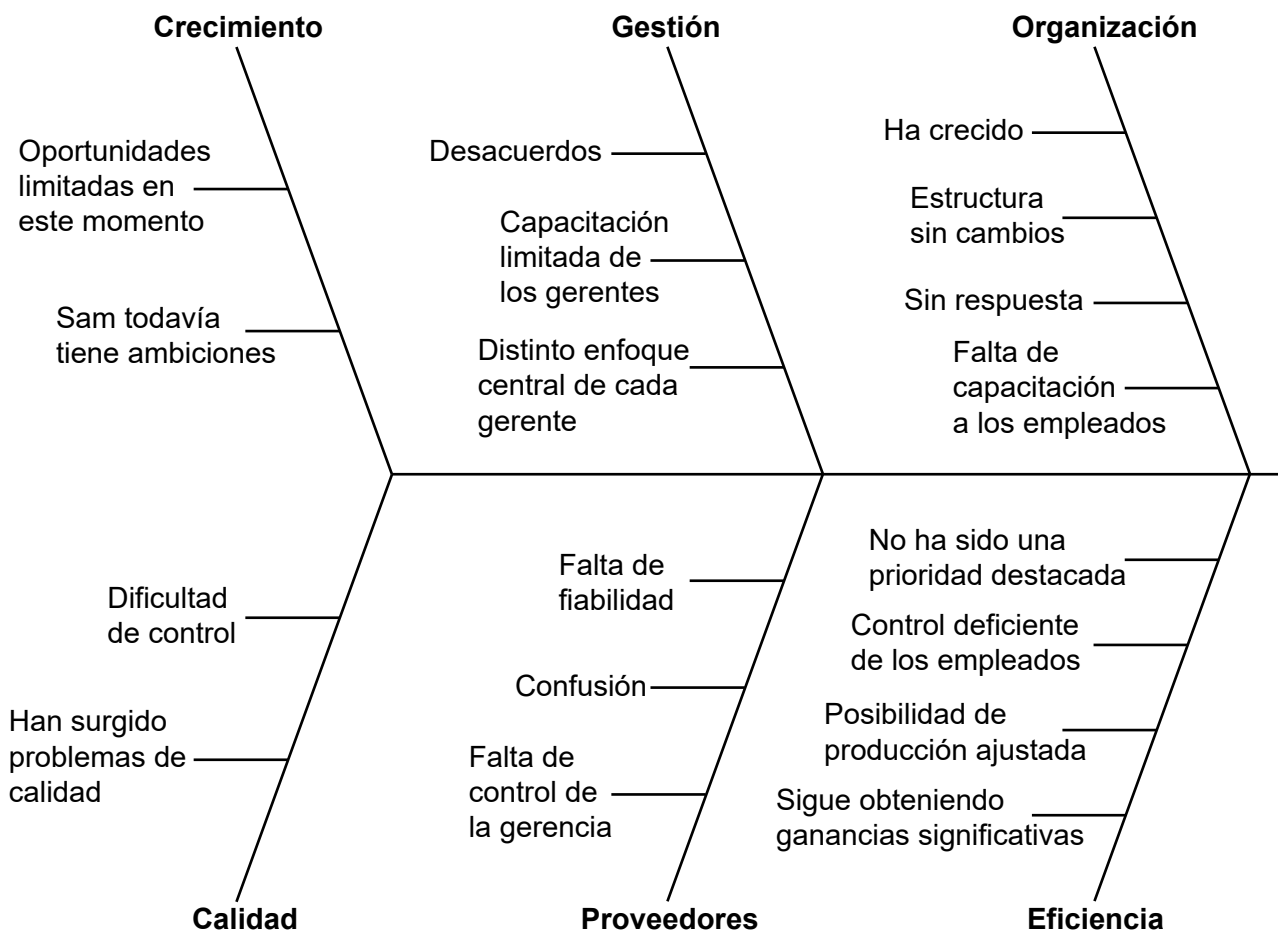 Crecimiento
Gestión
Organización
Oportunidades
limitadas en
este momento
Sam todavía
tiene ambiciones
Desacuerdos
Capacitación
limitada de
los gerentes
Distinto enfoque
central de cada
gerente
Ha crecido
Estructura
sin cambios
Sin respuesta
Falta de
capacitación
a los empleados
Dificultad
de control
Han surgido
problemas de
calidad
Falta de
fiabilidad
Confusión
Falta de
control de
la gerencia
No ha sido una
prioridad destacada
Control deficiente
de los empleados
Posibilidad de
producción ajustada
Sigue obteniendo
ganancias significativas
Calidad
Proveedores
Eficiencia